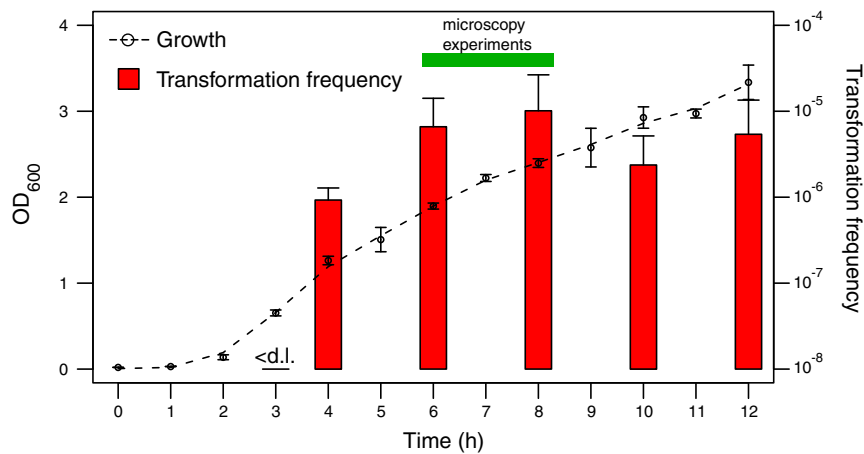 Growth
Transformation frequency
microscopy
experiments
<d.l.
4
3
2
1
0
OD600
10-4
10-5
10-6
10-7
10-8
Transformation frequency
0 1 2 3 4 5 6 7 8 9 10 11 12
Time (h)